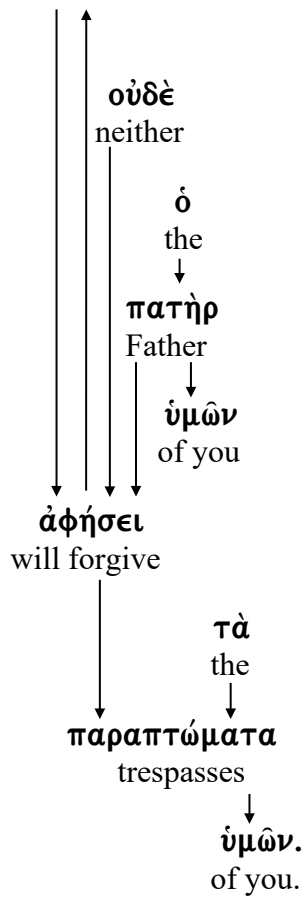 οὐδὲ
neither
ὁ
the
πατὴρ
Father
ὑμῶν
of you
ἀφήσει
will forgive
τὰ
the
παραπτώματα
trespasses
ὑμῶν.
of you.